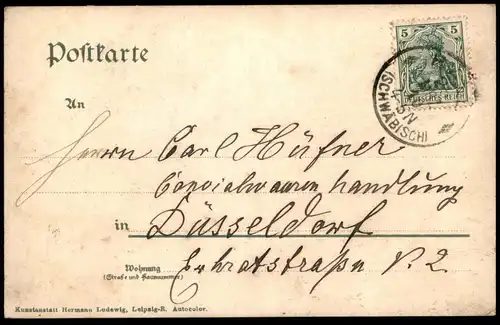 Postkarte
5 5
DEUTSCHES REICH
(SCHWÄBISCH)
An
Herrn Carl Hüfner
Colonialwaaren handlung
in Düsseldorf
Wohnung
(Straße und Hausnummer)
Ehratstraße N. 2
Kunstanstalt Hermann Ludewig, Leipzig-R. Autocolor.